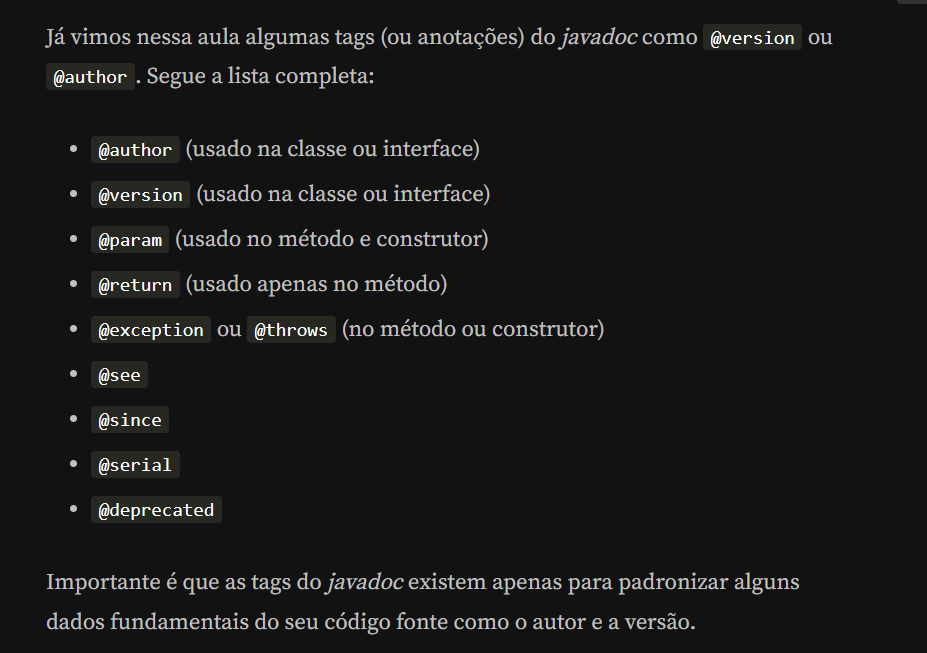 Já vimos nessa aula algumas tags (ou anotações) do javadoc como @version ou
@author . Segue a lista completa:
• @author (usado na classe ou interface)
• @version (usado na classe ou interface)
• @param (usado no método e construtor)
• @return (usado apenas no método)
• @exception ou @throws (no método ou construtor)
• @see
• @since
• @serial
• @deprecated
Importante é que as tags do javadoc existem apenas para padronizar alguns
dados fundamentais do seu código fonte como o autor e a versão.